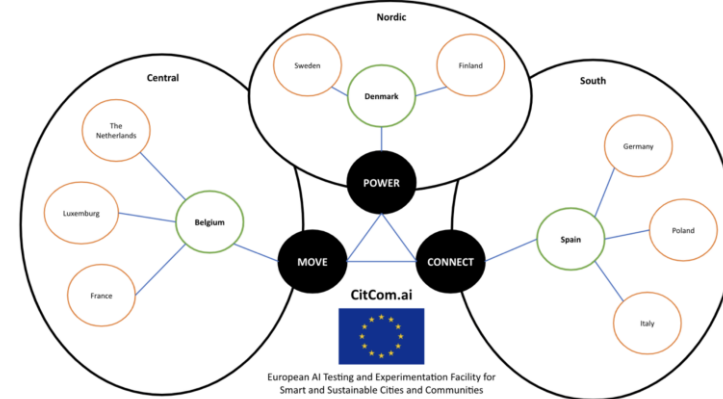 Nordic
Sweden
Finland
Denmark
POWER
Central
The
Netherlands
Luxemburg
France
Belgium
MOVE
South
Germany
Poland
Italy
Spain
CONNECT
CitCom.ai
European AI Testing and Experimentation Facility for
Smart and Sustainable Cities and Communities